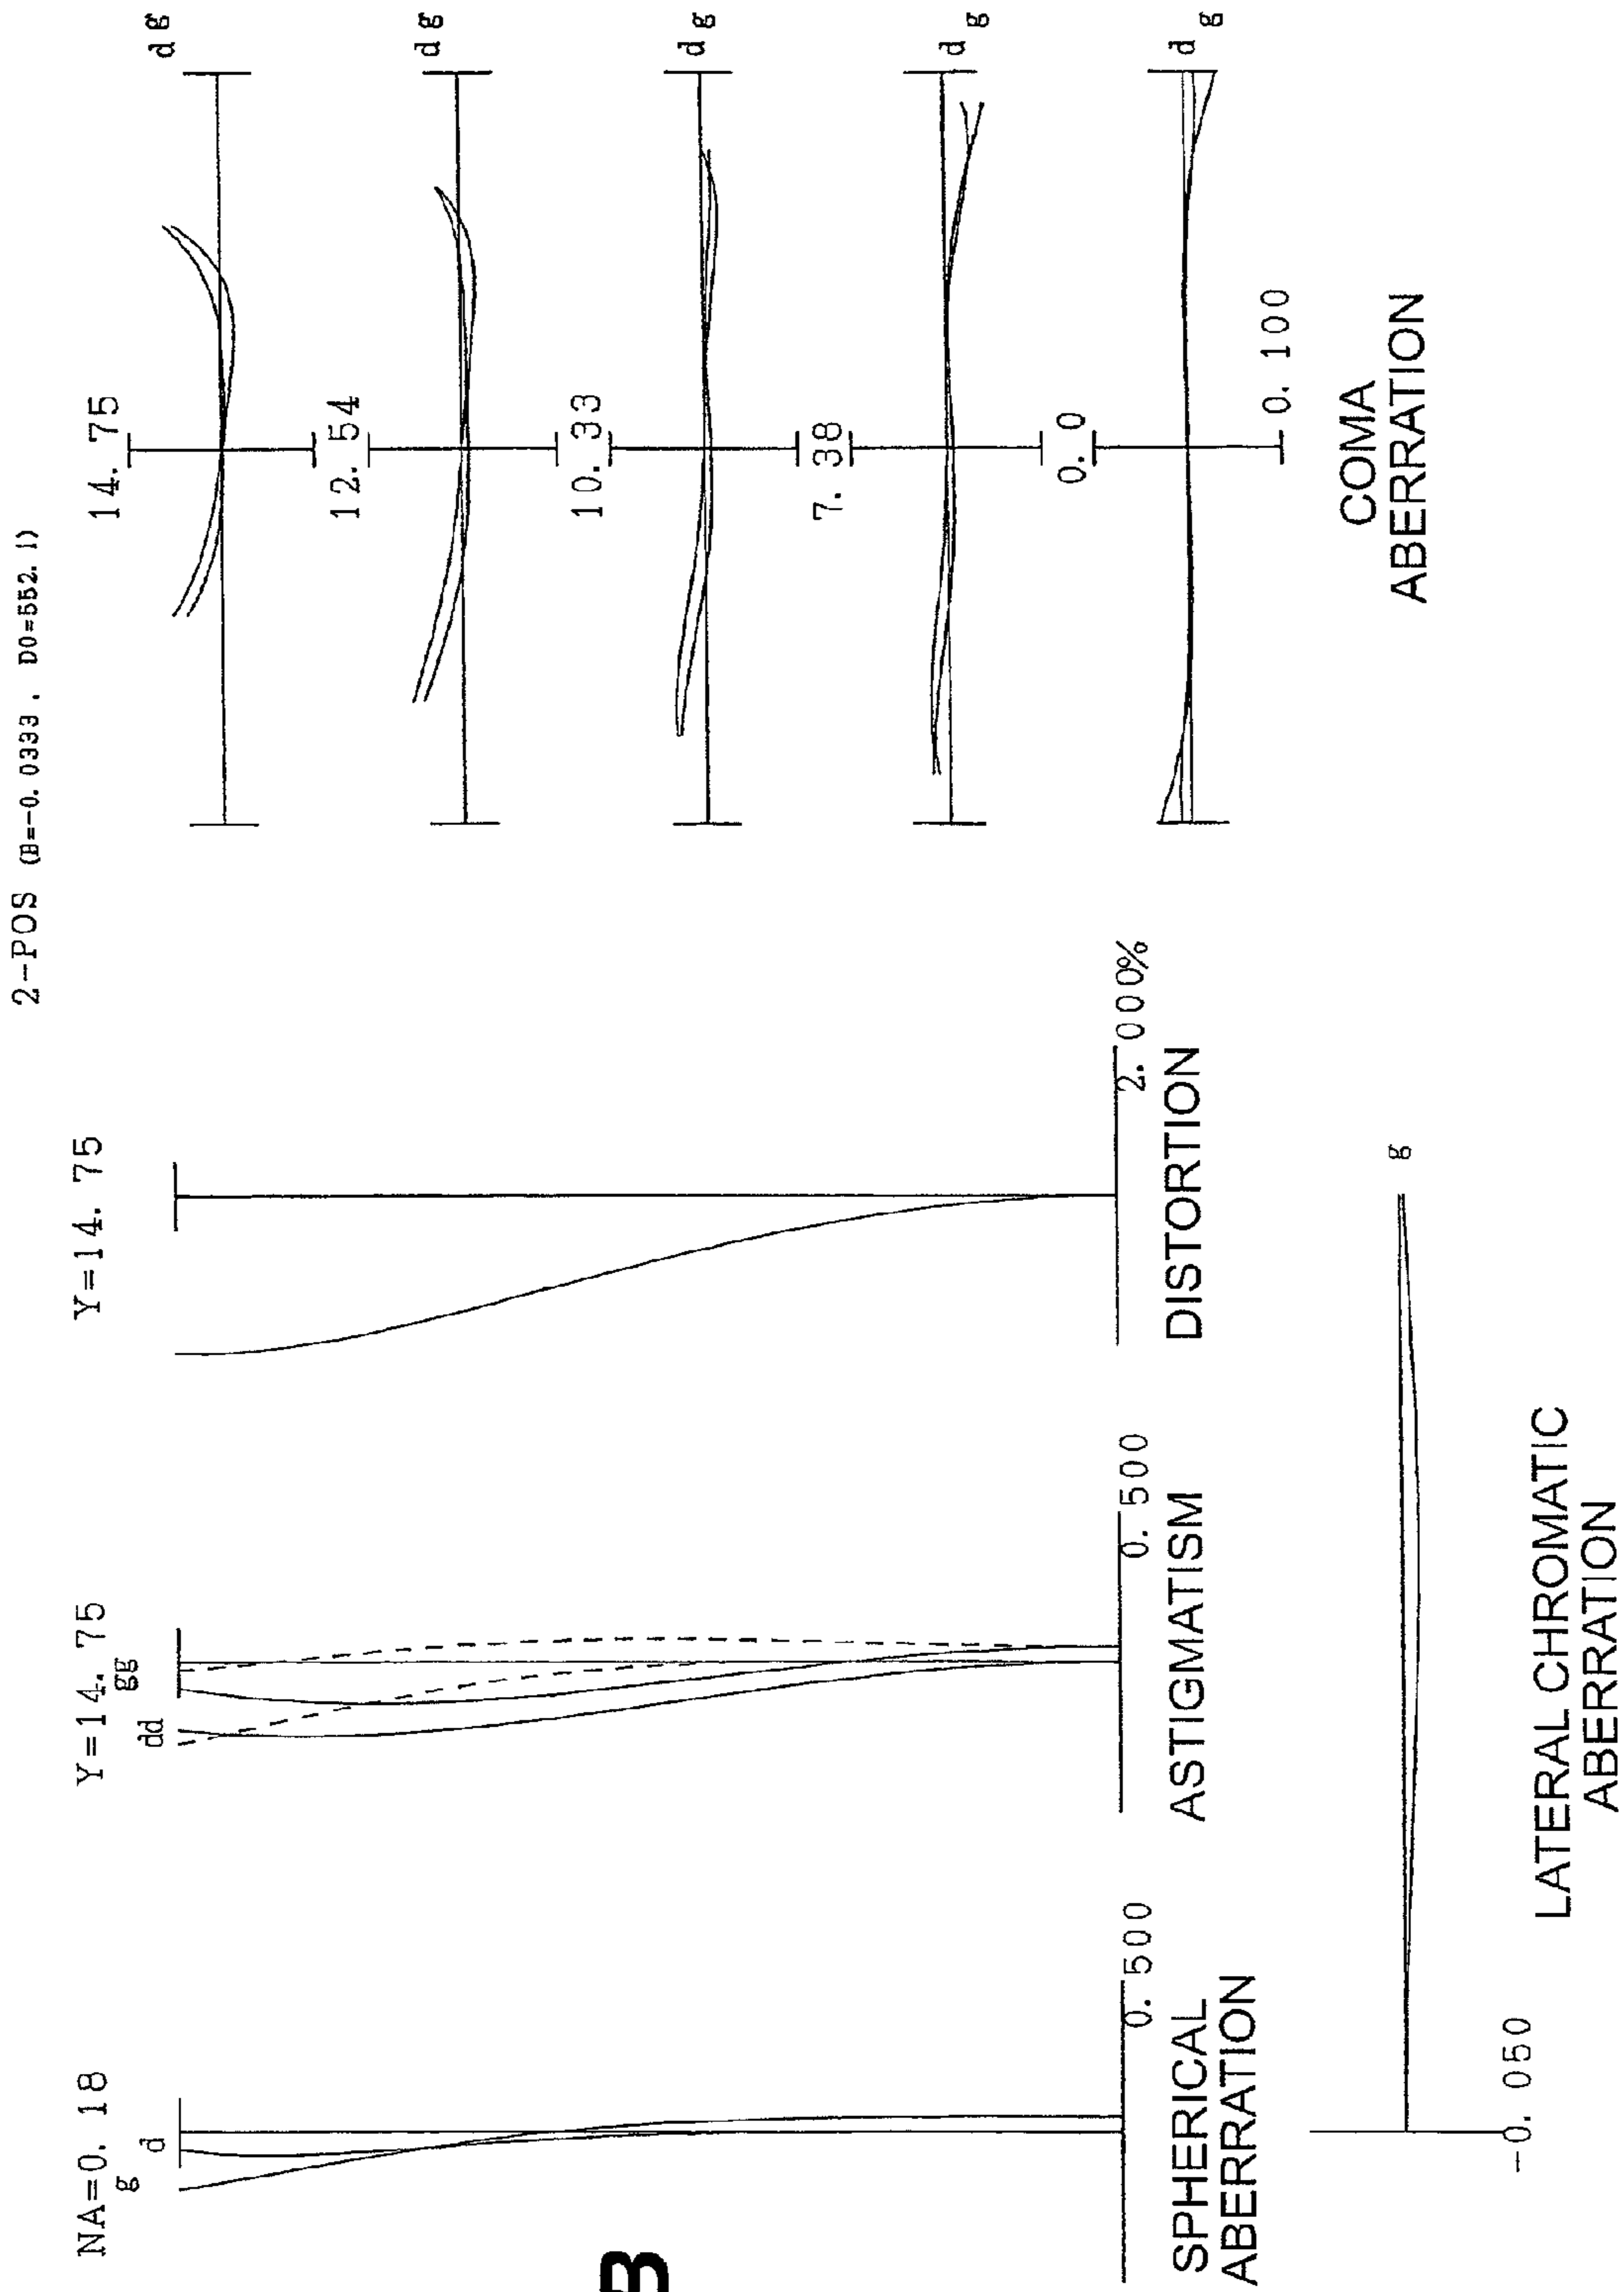 2-POS (B=-0.0333, D0=552.1)
NA=0.18
g d
0.500
SPHERICAL
ABERRATION
Y=14.75
dd gg
0.500
ASTIGMATISM
Y=14.75
2.000%
DISTORTION
14.75
d g
12.54
d g
10.33
d g
7.38
d g
0.0
d g
0.100
COMA
ABERRATION
g
-0.050
LATERAL CHROMATIC
ABERRATION
B